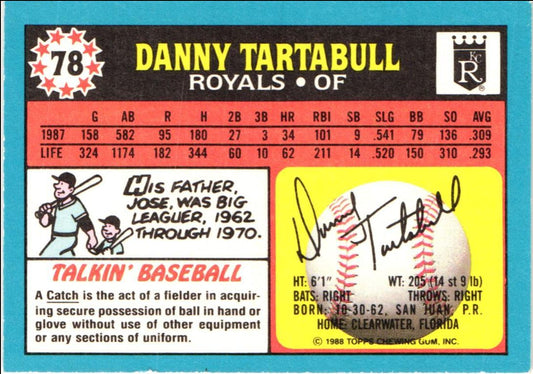 78
DANNY TARTABULL
ROYALS • OF
KC
R
G AB R H 2B 3B HR RBI SB SLG BB SO AVG
1987 158 582 95 180 27 3 34 101 9 .541 79 136 .309
LIFE 324 1174 182 344 60 10 62 211 14 .520 150 310 .293
HIS FATHER,
JOSE, WAS BIG
LEAGUER, 1962
THROUGH 1970.
TALKIN' BASEBALL
A Catch is the act of a fielder in acquir-
ing secure possession of ball in hand or
glove without use of other equipment
or any sections of uniform.
Danny Tartabull
HT: 6'1" WT: 205 (14 st 9 lb)
BATS: RIGHT THROWS: RIGHT
BORN: 10-30-62, SAN JUAN, P.R.
HOME: CLEARWATER, FLORIDA
© 1988 TOPPS CHEWING GUM, INC.